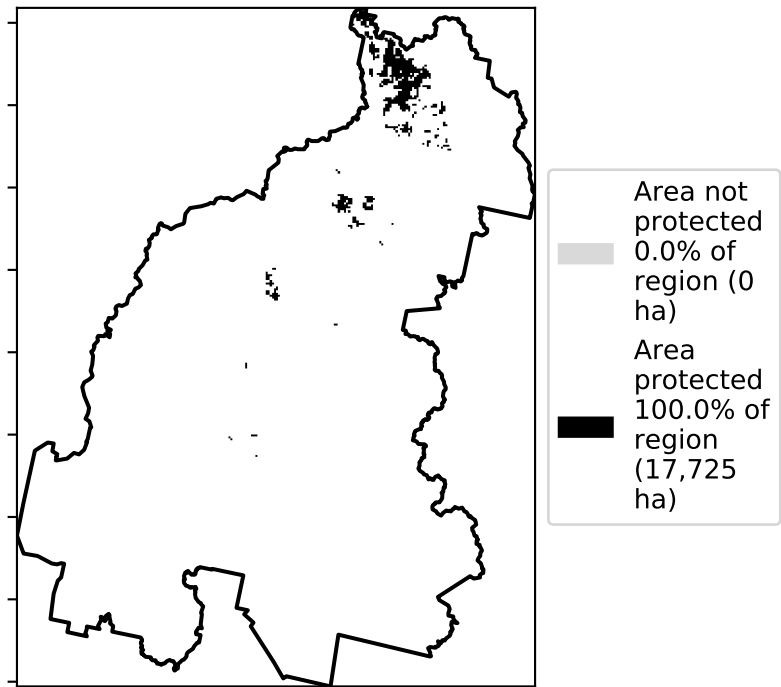 Area not
protected
0.0% of
region (0
ha)
Area
protected
100.0% of
region
(17,725
ha)